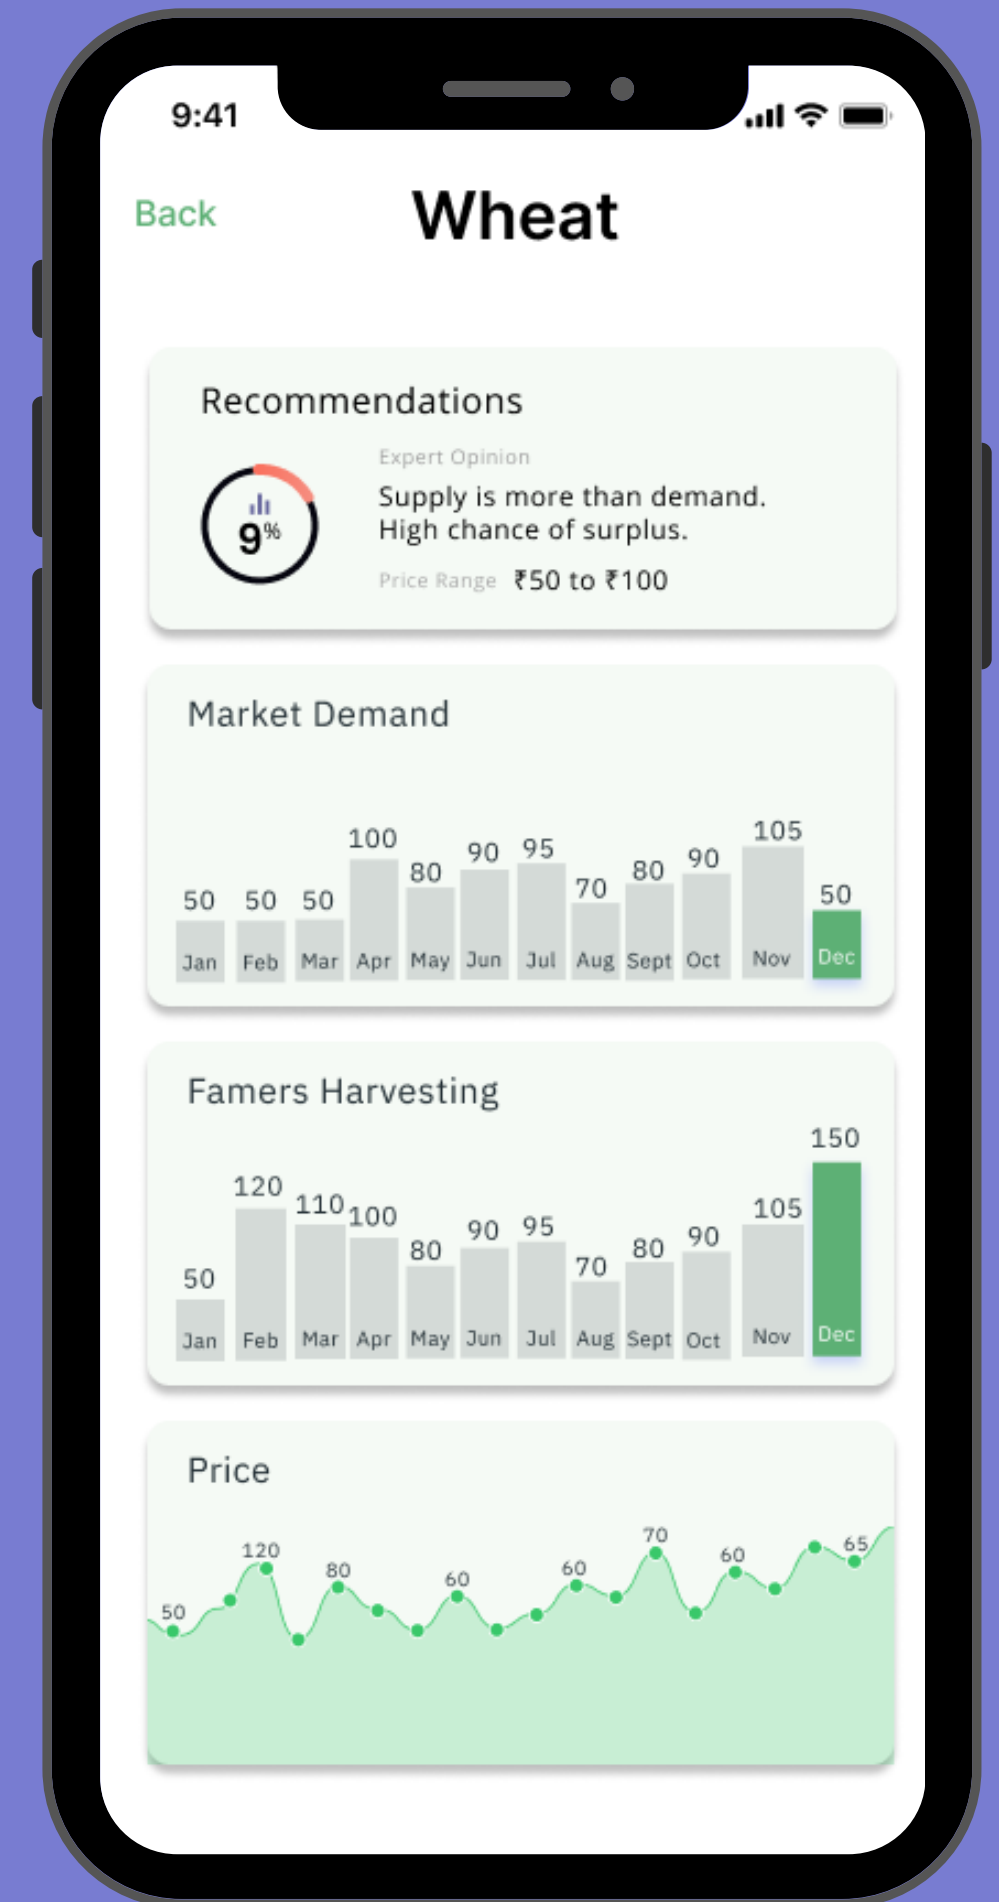 9:41
Back
Wheat
Recommendations
Expert Opinion
9%
Supply is more than demand.
High chance of surplus.
Price Range ₹50 to ₹100
Market Demand
50 50 50 100 80 90 95 70 80 90 105 50
Jan Feb Mar Apr May Jun Jul Aug Sept Oct Nov Dec
Famers Harvesting
50 120 110 100 80 90 95 70 80 90 105 150
Jan Feb Mar Apr May Jun Jul Aug Sept Oct Nov Dec
Price
50 120 80 60 60 70 60 65